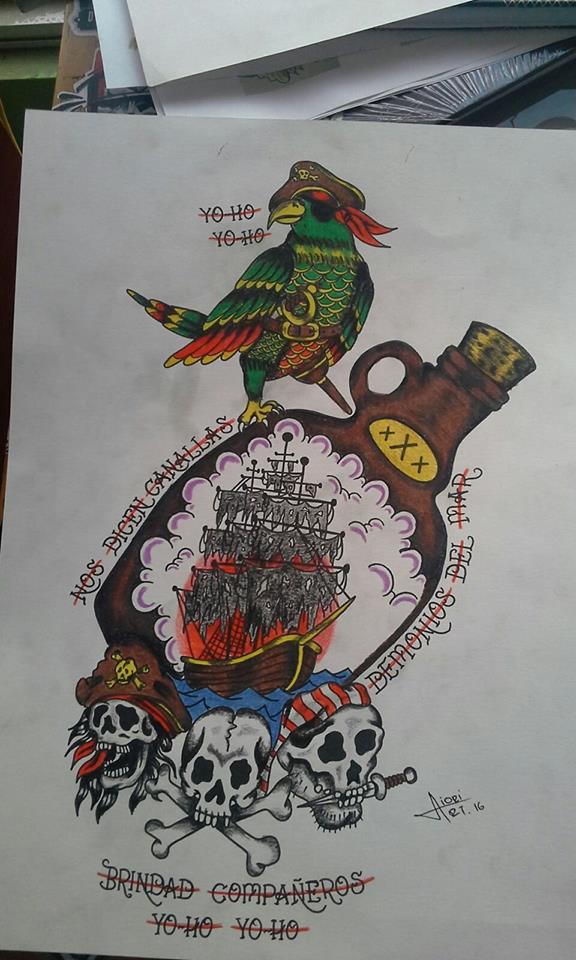 YO-HO
YO-HO
XXX
NOS DICEN CANALLAS
DEMONIOS DEL MAR
BRINDAD COMPAÑEROS
YO-HO YO-HO